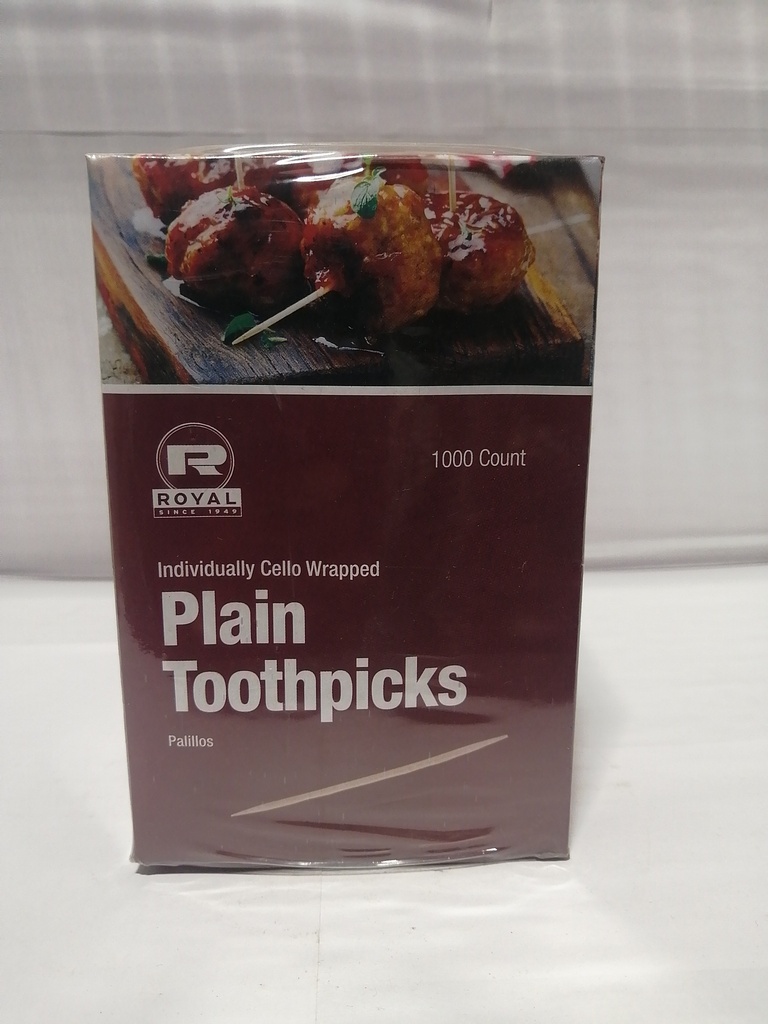 R
ROYAL
SINCE 1949
1000 Count
Individually Cello Wrapped
Plain
Toothpicks
Palillos